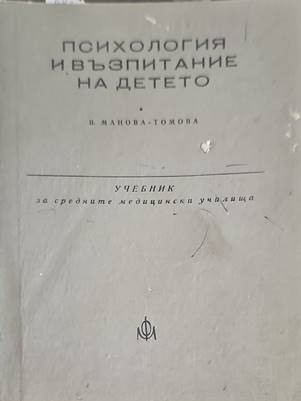 ПСИХОЛОГИЯ
И ВЪЗПИТАНИЕ
НА ДЕТЕТО
В. МАНОВА-ТОМОВА
УЧЕБНИК
за средните медицински училища